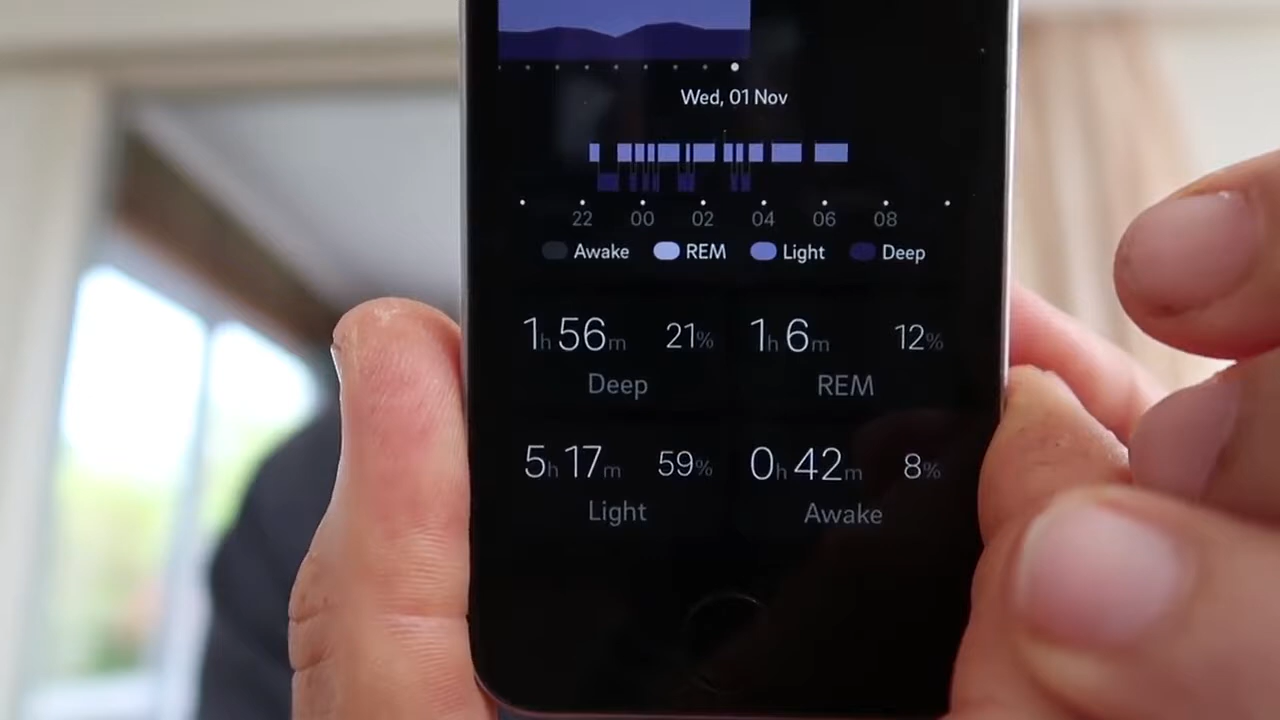 Wed, 01 Nov
22 00 02 04 06 08
Awake REM Light Deep
1h 56m 21% 1h 6m 12%
Deep REM
5h 17m 59% 0h 42m 8%
Light Awake